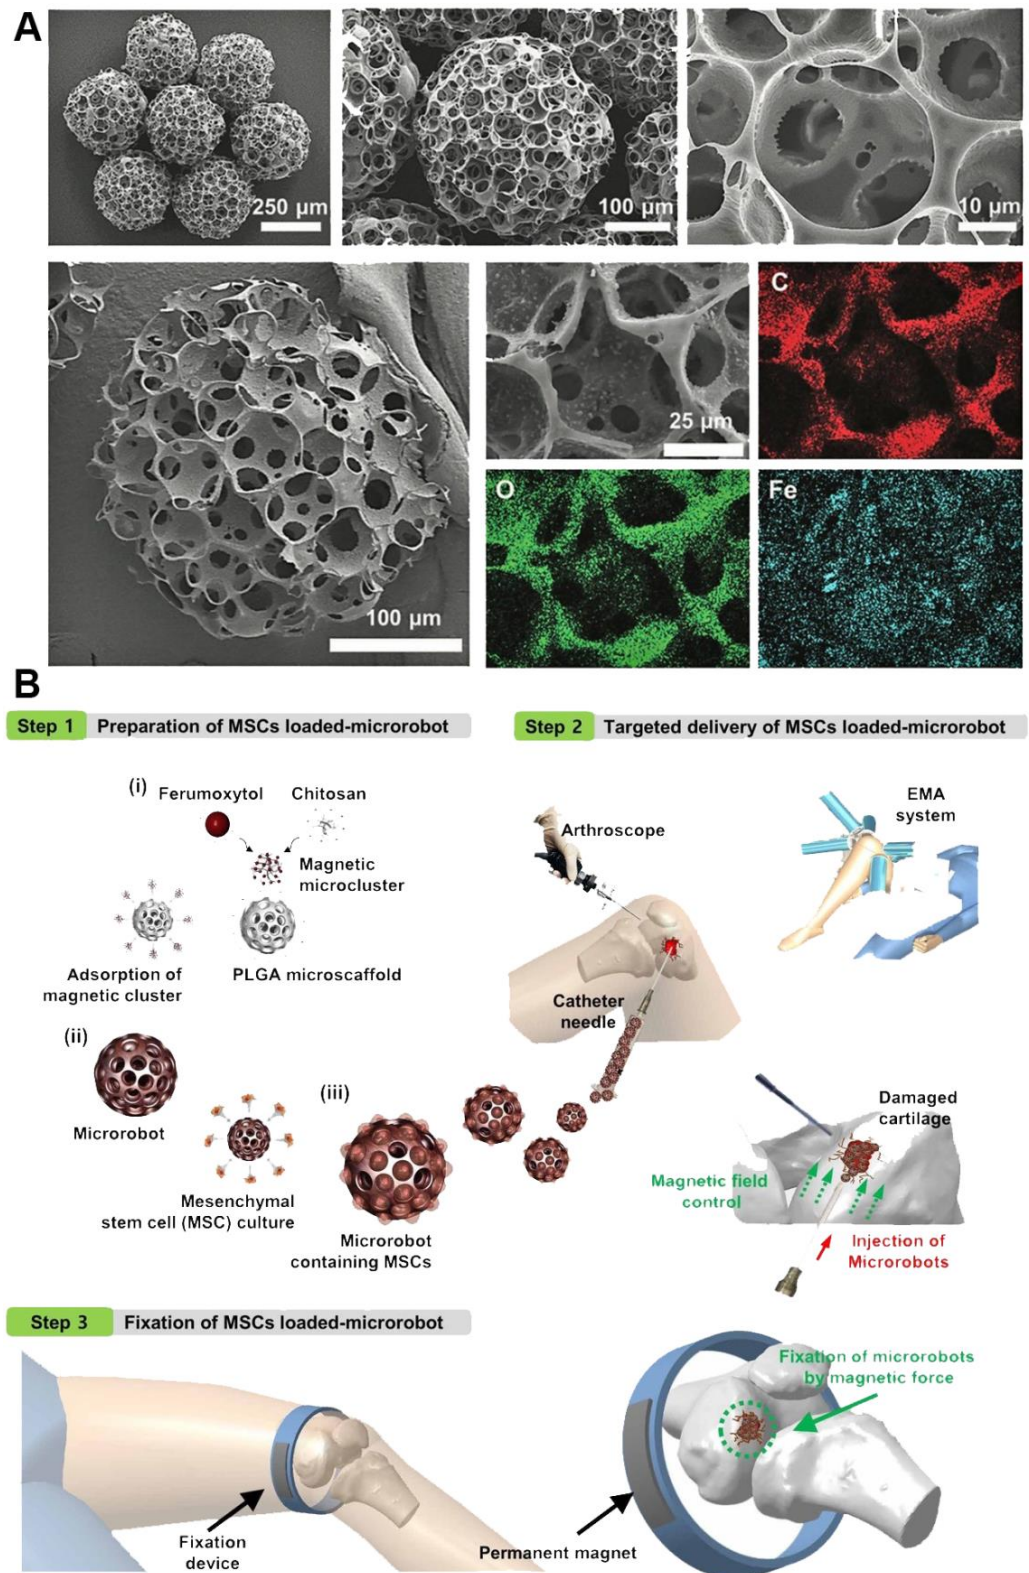 A
250 μm
100 μm
10 μm
100 μm
25 μm
C
O
Fe
B
Step 1 Preparation of MSCs loaded-microrobot
(i)
Ferumoxytol
Chitosan
Magnetic
microcluster
Adsorption of
magnetic cluster
PLGA microscaffold
(ii)
Microrobot
Mesenchymal
stem cell (MSC) culture
(iii)
Microrobot
containing MSCs
Step 2 Targeted delivery of MSCs loaded-microrobot
Arthroscope
EMA
system
Catheter
needle
Damaged
cartilage
Magnetic field
control
Injection of
Microrobots
Step 3 Fixation of MSCs loaded-microrobot
Fixation
device
Fixation of microrobots
by magnetic force
Permanent magnet